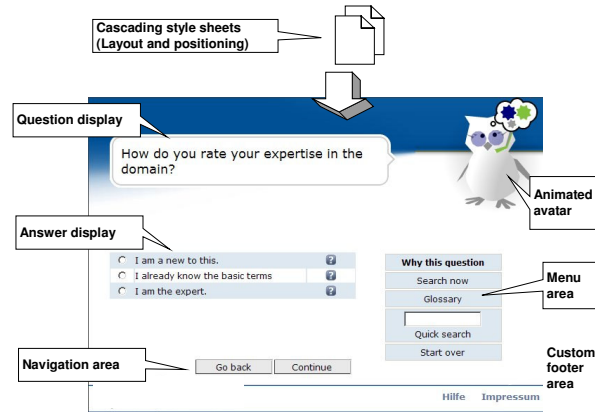 Cascading style sheets
(Layout and positioning)
Question display
How do you rate your expertise in the
domain?
Animated
avatar
Answer display
I am a new to this.
?
I already know the basic terms
?
I am the expert.
?
Why this question
Search now
Glossary
Quick search
Start over
Menu
area
Navigation area
Go back
Continue
Custom
footer
area
Hilfe
Impressum